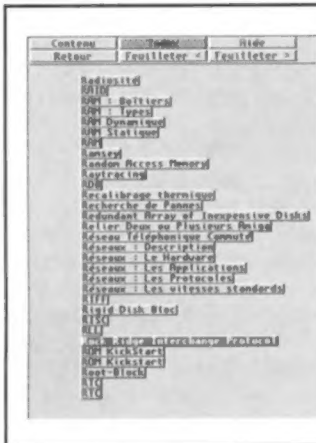 Contenu Index Aide
Retour Feuilleter < Feuilleter >
Radiosité
RAID
RAM : Boîtiers
RAM : Types
RAM Dynamique
RAM Statique
RAM
Ramsey
Random Access Memory
Raytracing
Recalibrage thermique
Recherche de Pannes
Redundant Array of Inexpensive Disks
Relier Deux ou Plusieurs Amiga
Réseau Téléphonique Commuté
Réseaux : Description
Réseaux : Le Hardware
Réseaux : Les Applications
Réseaux : Les Protocoles
Réseaux : Les vitesses standards
RIFF
Rigid Disk Bloc
RISC
Rock Ridge Interchange Protocol
ROM KickStart
ROM Kickstart
Root-Block
RTC
RTC